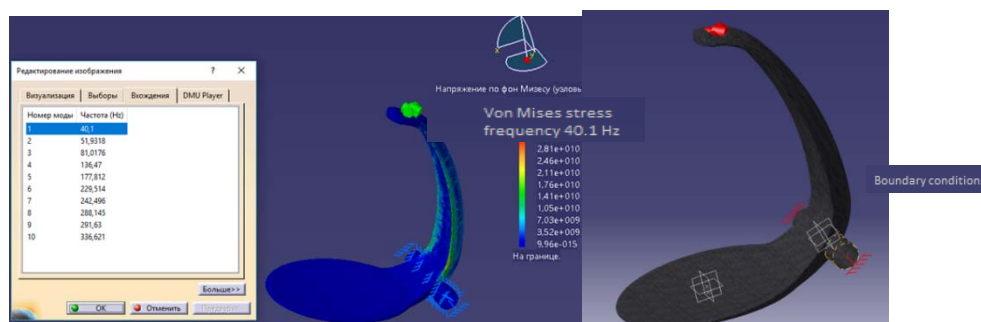 Редактирование изображения ? ×
Визуализация Выборы Вхождения DMU Player
Номер моды Частота (Hz)
1 40,1
2 51,9318
3 81,0176
4 136,47
5 177,812
6 229,514
7 242,496
8 288,145
9 291,63
10 336,621
Больше>>
OK Отменить
x
Напряжение по фон Мизесу (узловы
Von Mises stress
frequency 40.1 Hz
2,81e+010
2,46e+010
2,11e+010
1,76e+010
1,41e+010
1,05e+010
7,03e+009
3,52e+009
9,96e-015
На границе.
Boundary condition